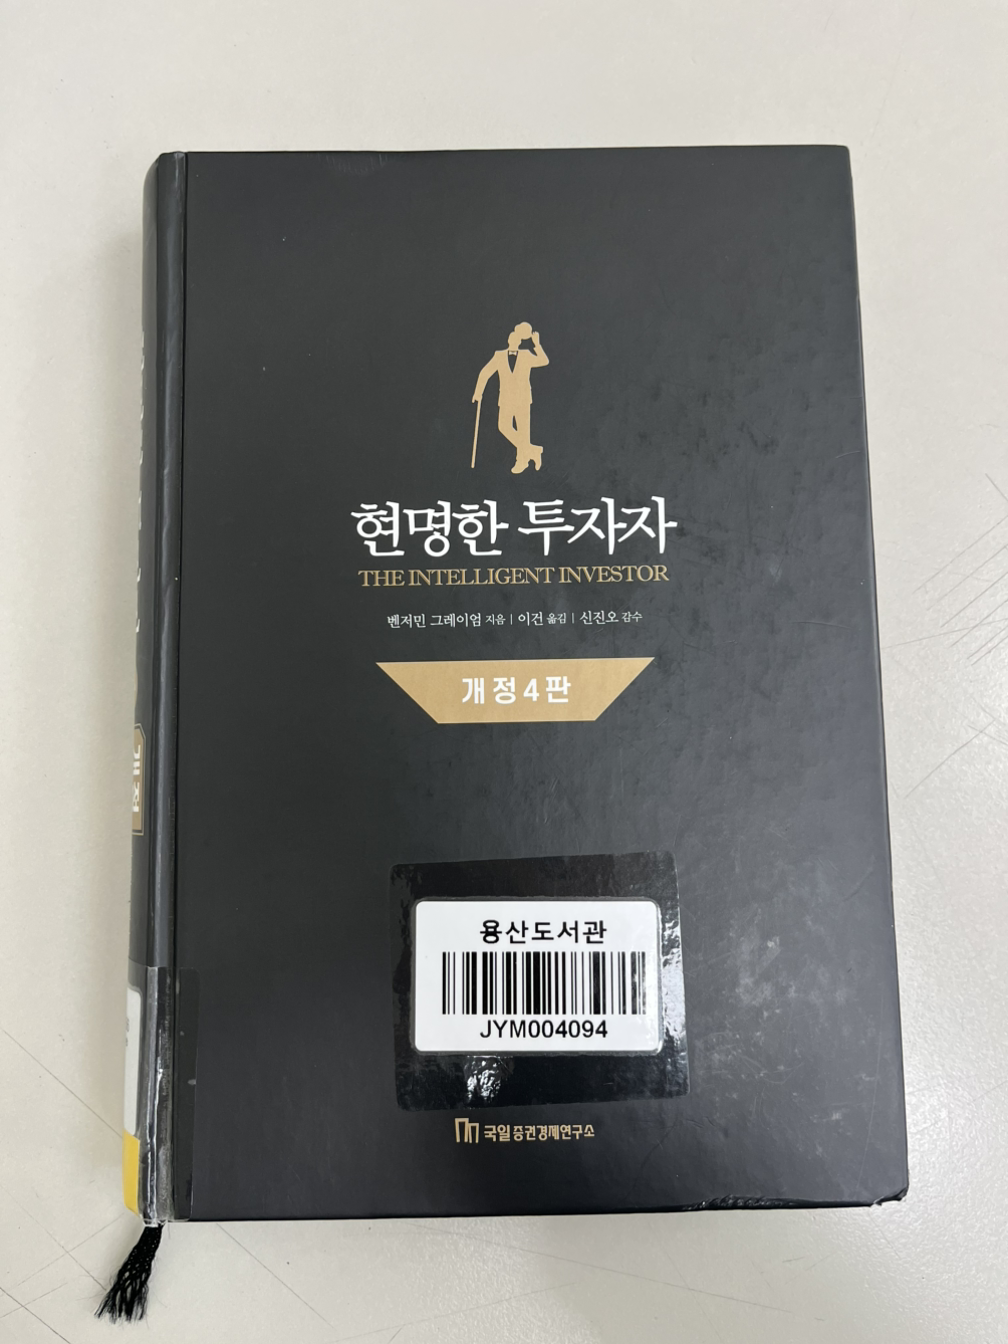 현명한 투자자
THE INTELLIGENT INVESTOR
벤저민 그레이엄 지음 | 이건 옮김 | 신진오 감수
개정4판
용산도서관
JYM004094
국일증권경제연구소